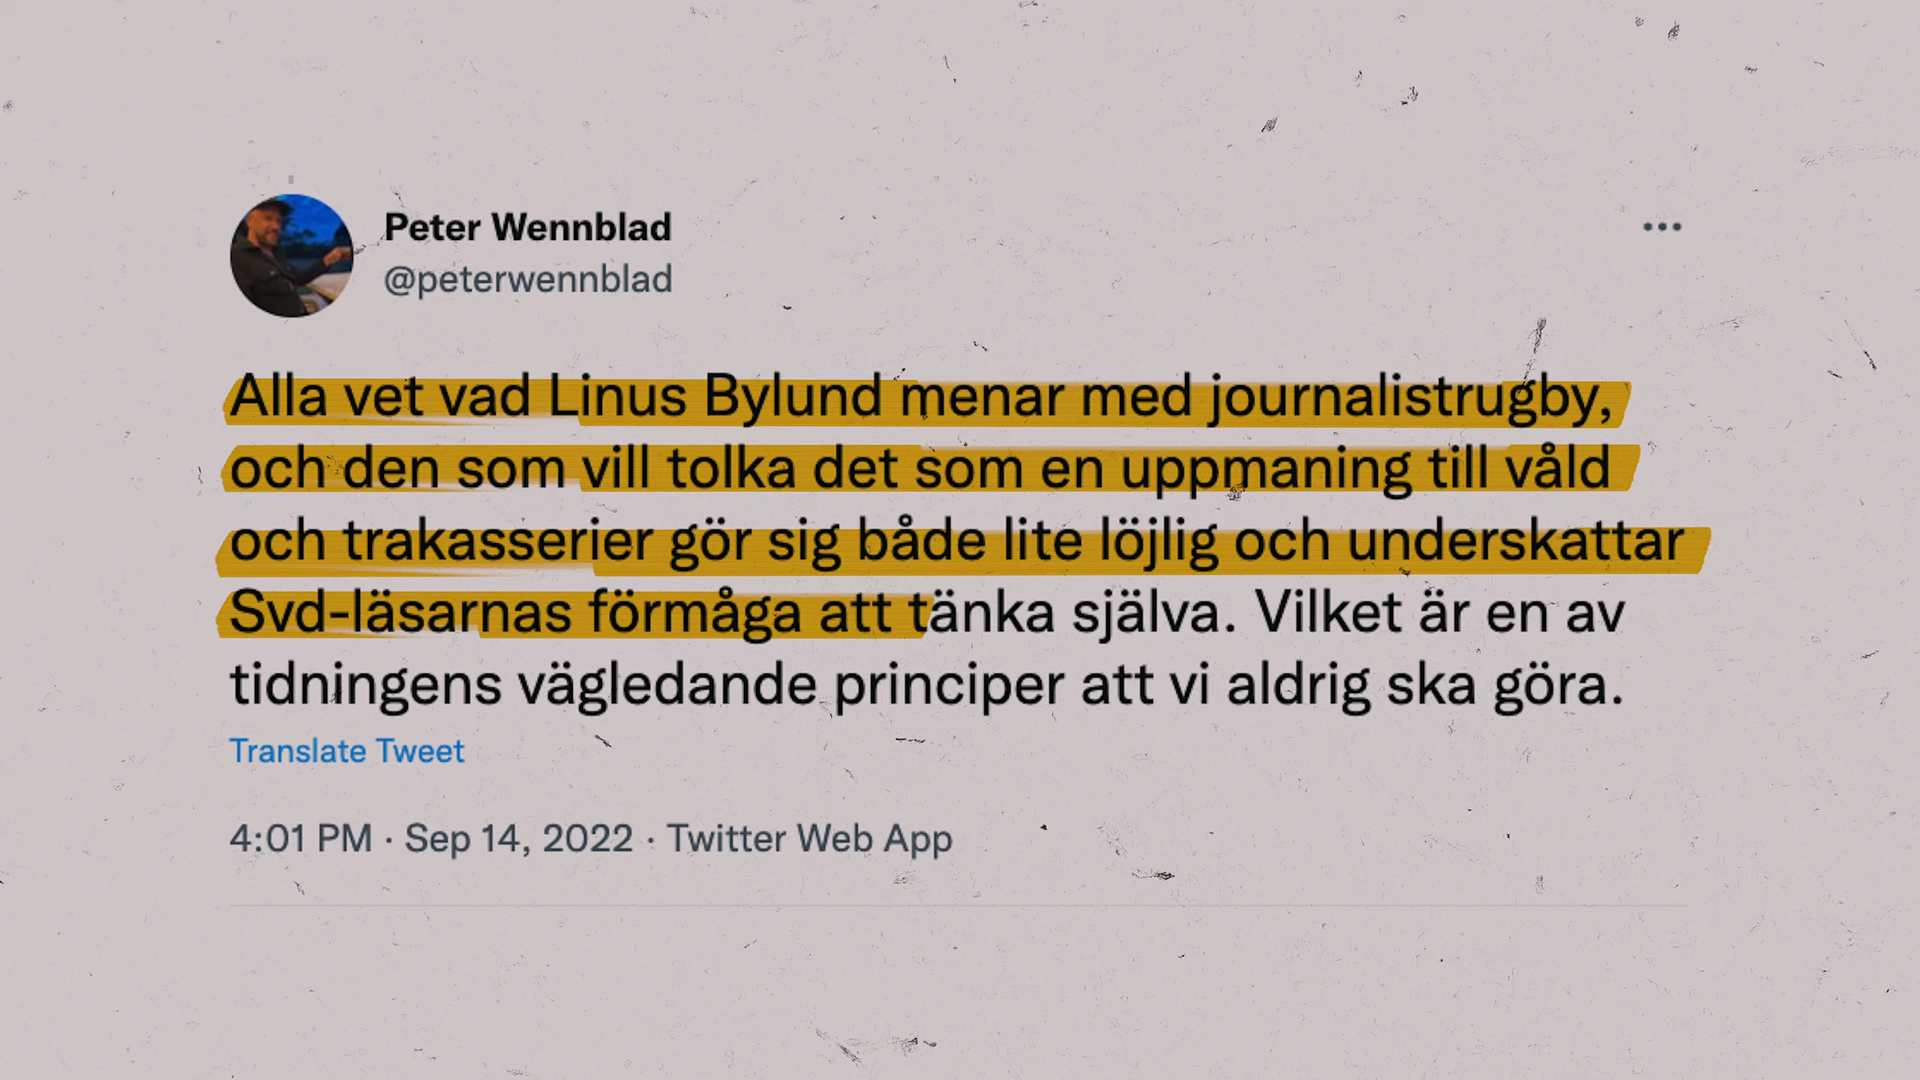 Peter Wennblad
@peterwennblad
Alla vet vad Linus Bylund menar med journalistrugby,
och den som vill tolka det som en uppmaning till våld
och trakasserier gör sig både lite löjlig och underskattar
Svd-läsarnas förmåga att tänka själva. Vilket är en av
tidningens vägledande principer att vi aldrig ska göra.
Translate Tweet
4:01 PM · Sep 14, 2022 · Twitter Web App